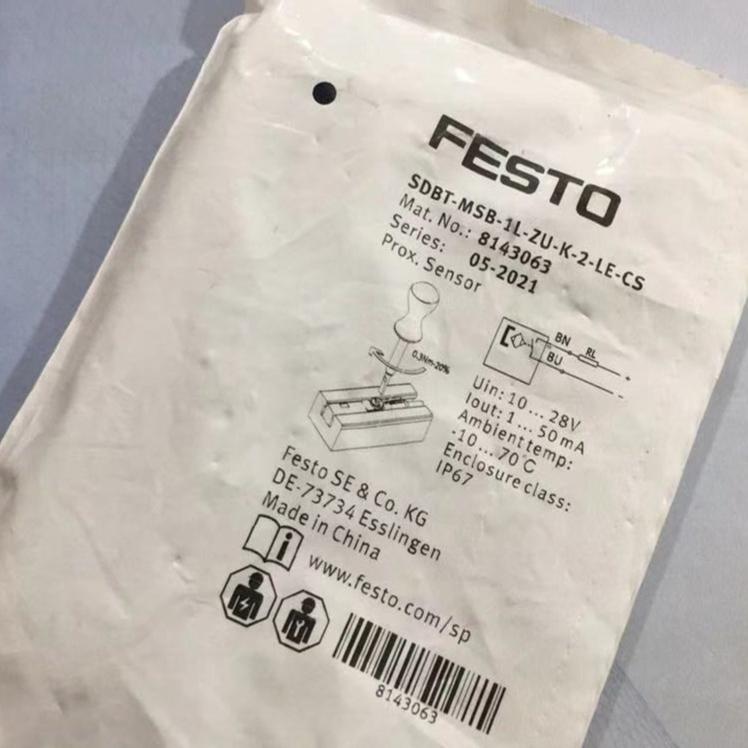 FESTO
SDBT-MSB-1L-ZU-K-2-LE-CS
Mat. No.: 8143063
Series: 05-2021
Prox. Sensor
0.3Nm-20%
BN
RL
+
BU
-
Uin: 10 ... 28V
Iout: 1 ... 50mA
Ambient temp:
-10 ... 70°C
Enclosure class:
IP67
Festo SE & Co. KG
DE-73734 Esslingen
Made in China
www.festo.com/sp
8143063